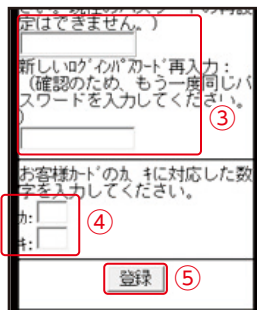 定はできません。)
新しいﾛｸﾞｲﾝﾊﾟｽﾜｰﾄﾞ再入力:
(確認のため、もう一度同じパ
スワードを入力してください。
)
③
お客様ｶｰﾄﾞのｶ ｷに対応した数
字を入力してください。
ｶ:
④
ｷ:
登録 ⑤